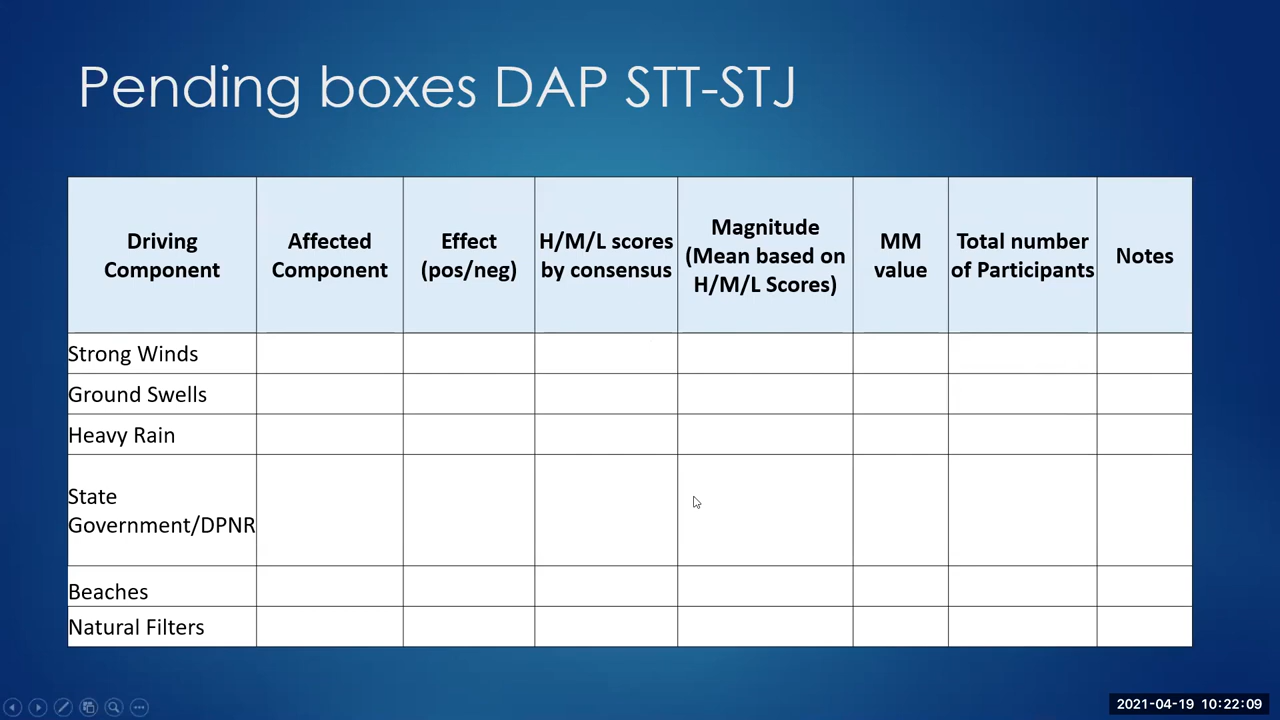 Pending boxes DAP STT-STJ
Driving
Component
Affected
Component
Effect
(pos/neg)
H/M/L scores
by consensus
Magnitude
(Mean based on
H/M/L Scores)
MM
value
Total number
of Participants
Notes
Strong Winds
Ground Swells
Heavy Rain
State
Government/DPNR
Beaches
Natural Filters
2021-04-19 10:22:09